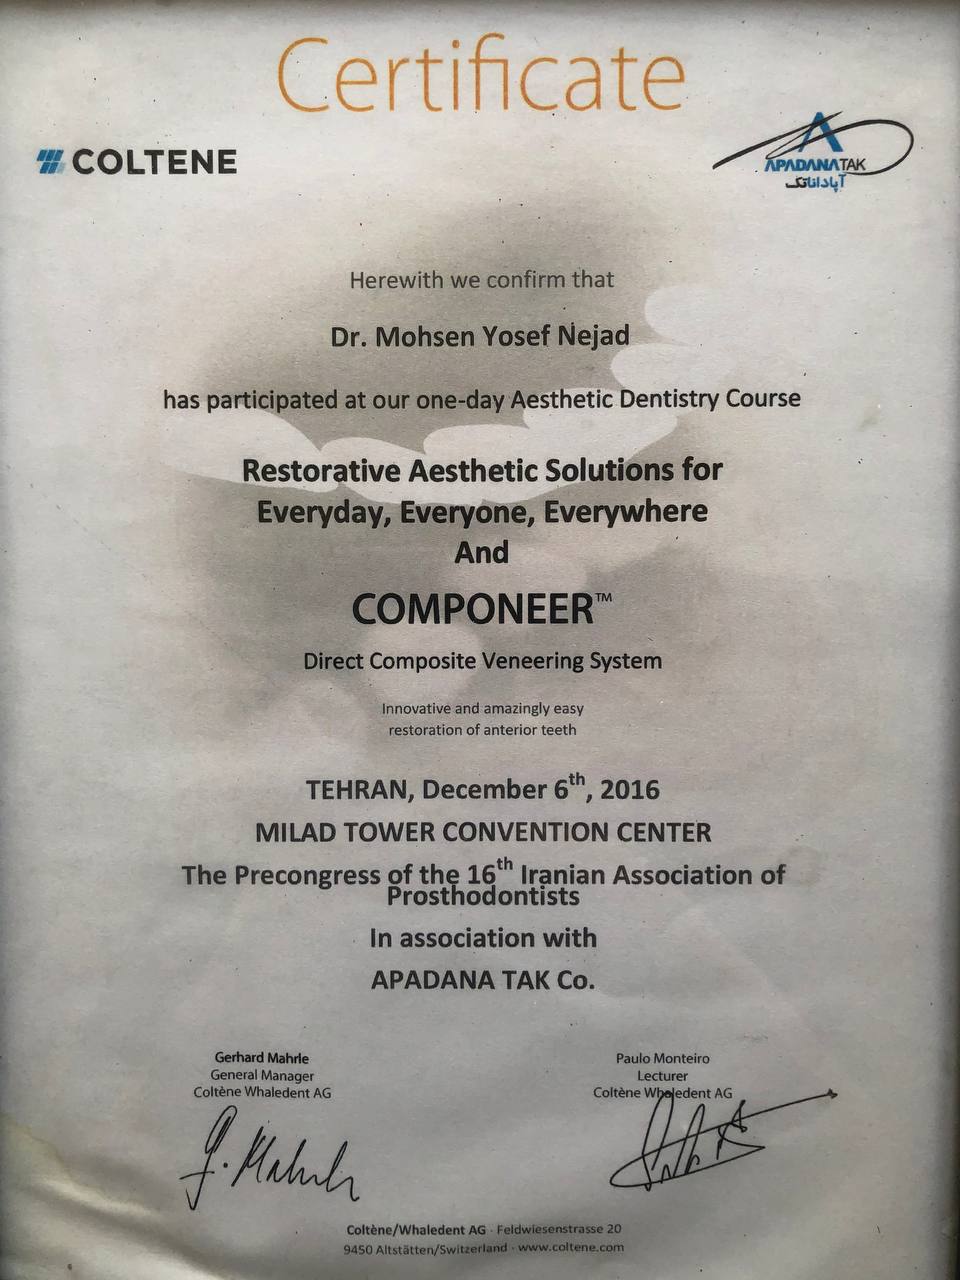 Certificate
COLTENE
APADANATAK
آپاداناتک
Herewith we confirm that
Dr. Mohsen Yosef Nejad
has participated at our one-day Aesthetic Dentistry Course
Restorative Aesthetic Solutions for
Everyday, Everyone, Everywhere
And
COMPONEER™
Direct Composite Veneering System
Innovative and amazingly easy
restoration of anterior teeth
TEHRAN, December 6th, 2016
MILAD TOWER CONVENTION CENTER
The Precongress of the 16th Iranian Association of
Prosthodontists
In association with
APADANA TAK Co.
Gerhard Mahrle
General Manager
Coltène Whaledent AG
G. Mahrle
Paulo Monteiro
Lecturer
Coltène Whaledent AG
Coltène/Whaledent AG · Feldwiesenstrasse 20
9450 Altstätten/Switzerland · www.coltene.com